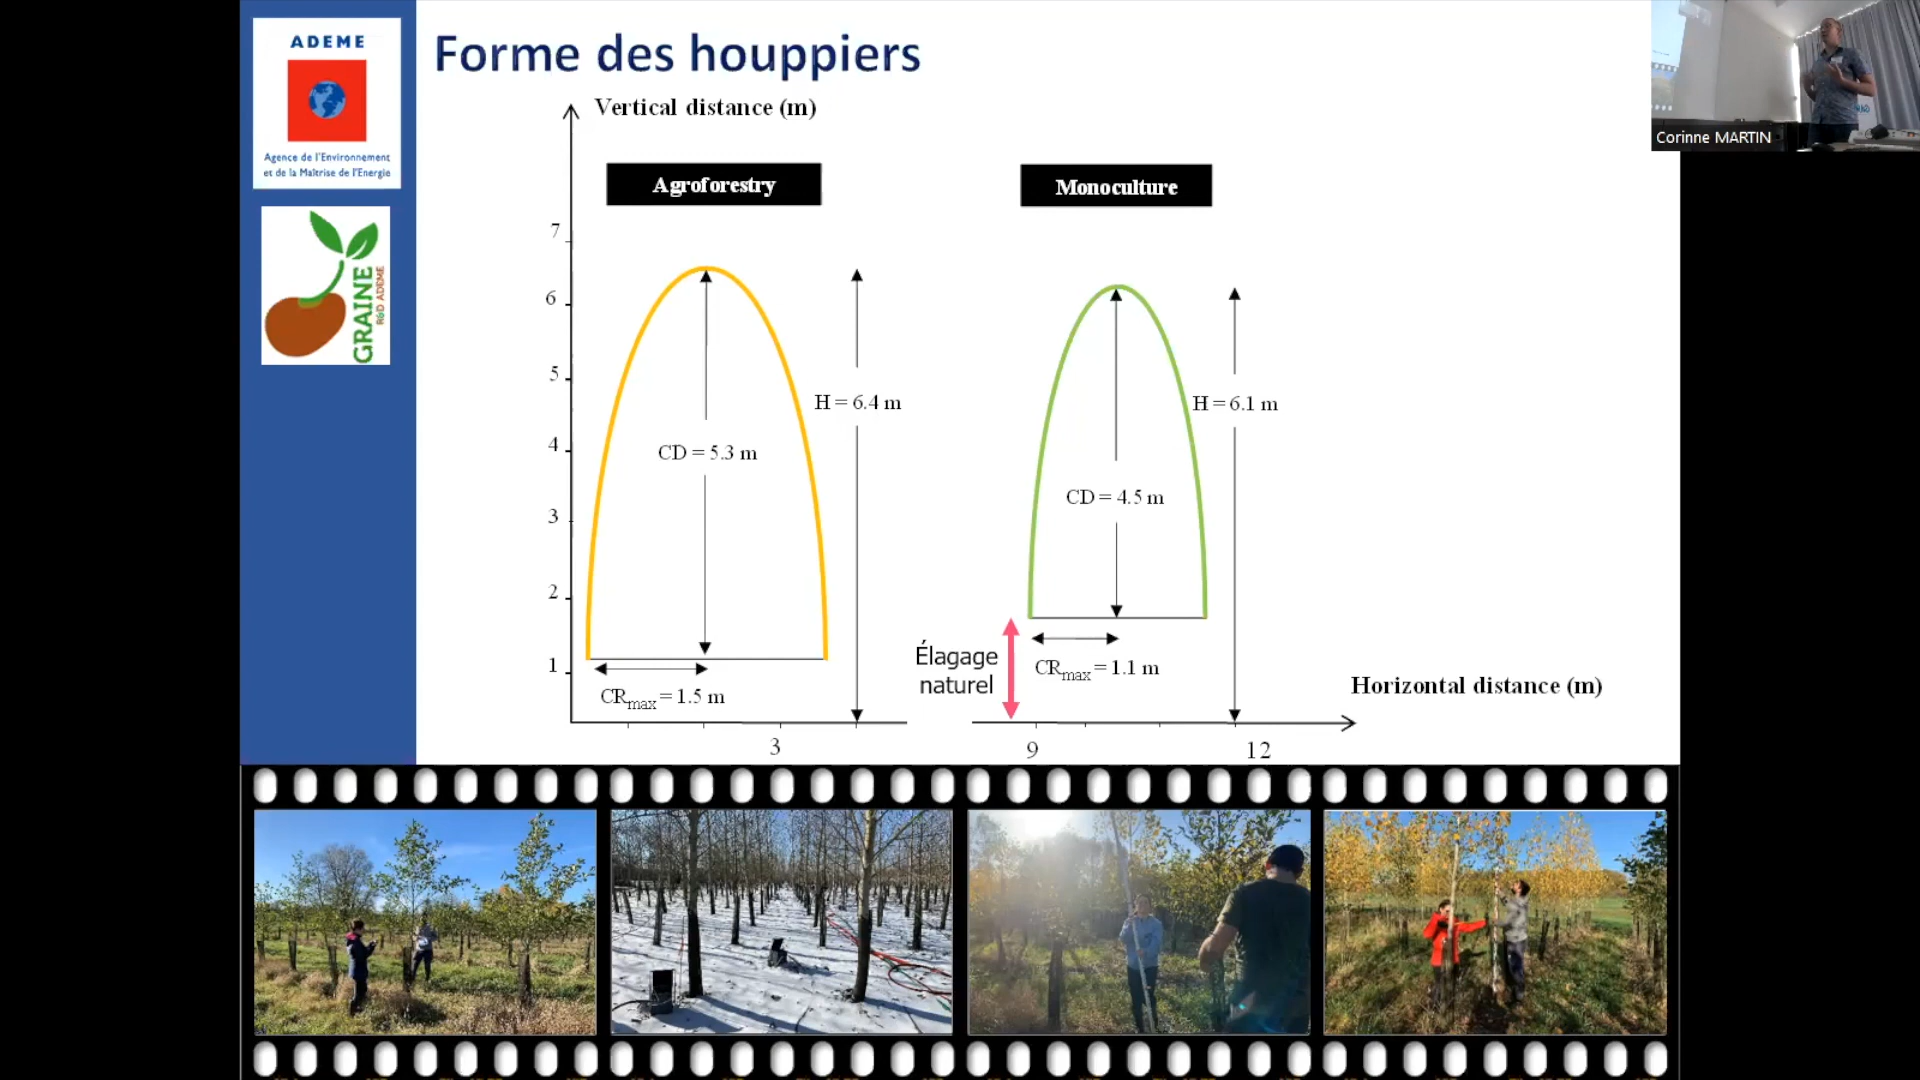 ADEME
Agence de l'Environnement
et de la Maîtrise de l'Energie
GRAINE
R&D ADEME
Forme des houppiers
Vertical distance (m)
Agroforestry
Monoculture
7
6
5
4
3
2
1
H = 6.4 m
CD = 5.3 m
CRmax = 1.5 m
H = 6.1 m
CD = 4.5 m
CRmax = 1.1 m
Élagage
naturel
Horizontal distance (m)
3
9
12
Corinne MARTIN